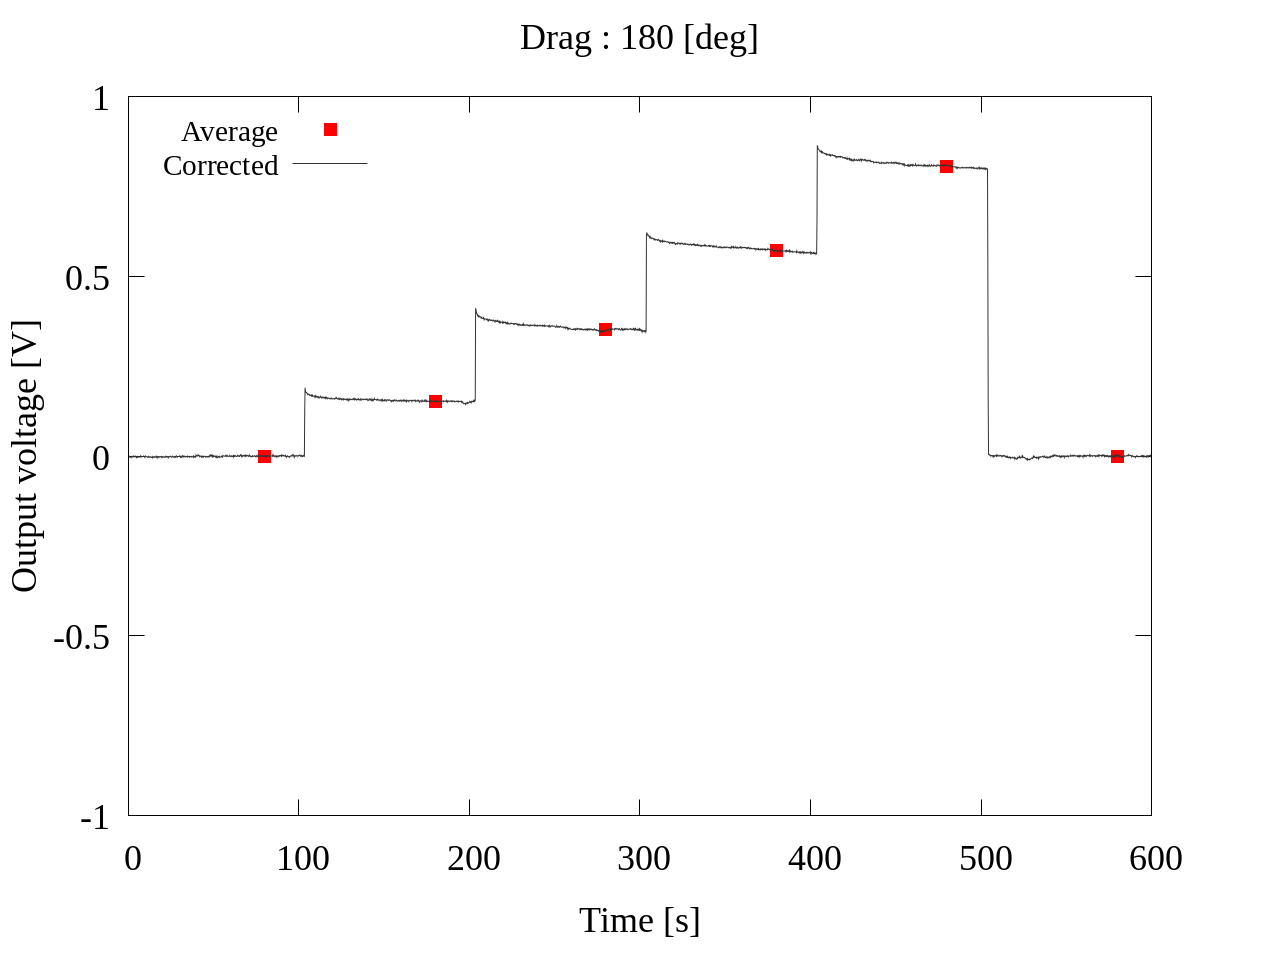 Drag : 180 [deg]
Average
Corrected
1
0.5
0
-0.5
-1
Output voltage [V]
0 100 200 300 400 500 600
Time [s]